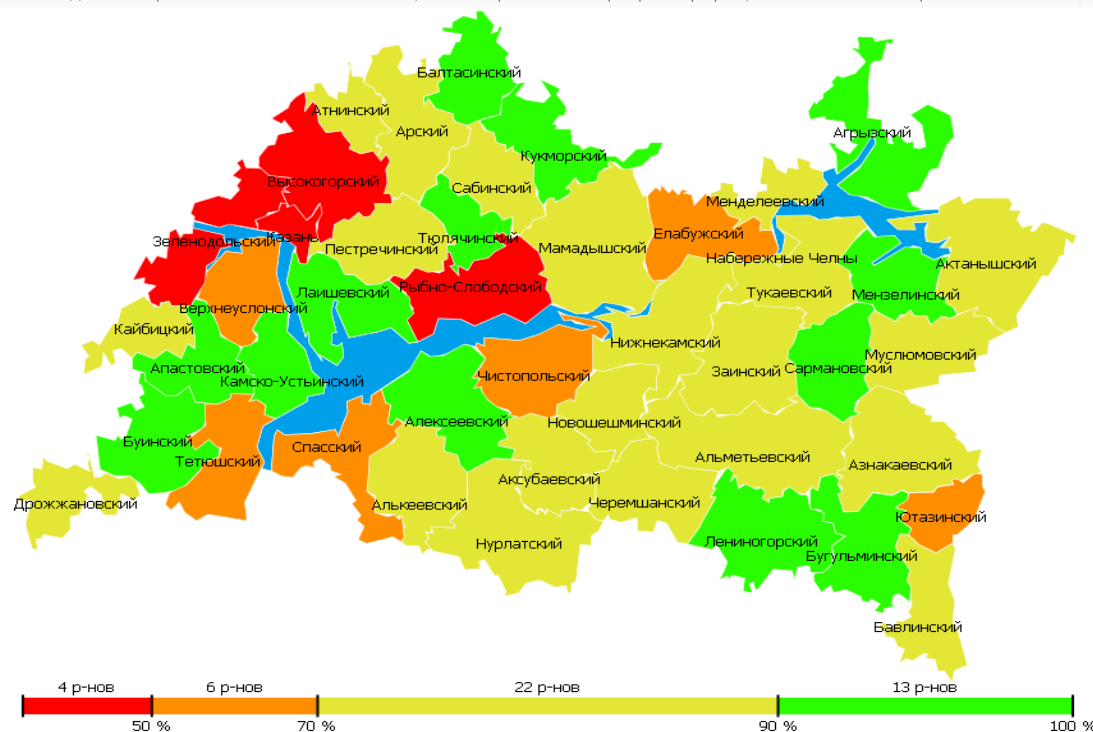 Балтасинский
Атнинский
Арский
Агрызский
Кукморский
Высокогорский
Сабинский
Менделеевский
Елабужский
Зеленодольский
Казань
Тюлячинский
Пестречинский
Мамадышский
Набережные Челны
Актанышский
Рыбно-Слободский
Лаишевский
Тукаевский
Мензелинский
Верхнеуслонский
Кайбицкий
Нижнекамский
Муслюмовский
Апастовский
Камско-Устьинский
Чистопольский
Заинский
Сармановский
Алексеевский
Новошешминский
Буинский
Спасский
Тетюшский
Альметьевский
Азнакаевский
Аксубаевский
Дрожжановский
Алькеевский
Черемшанский
Ютазинский
Нурлатский
Лениногорский
Бугульминский
Бавлинский
4 р-нов 6 р-нов 22 р-нов 13 р-нов
50 % 70 % 90 % 100 %